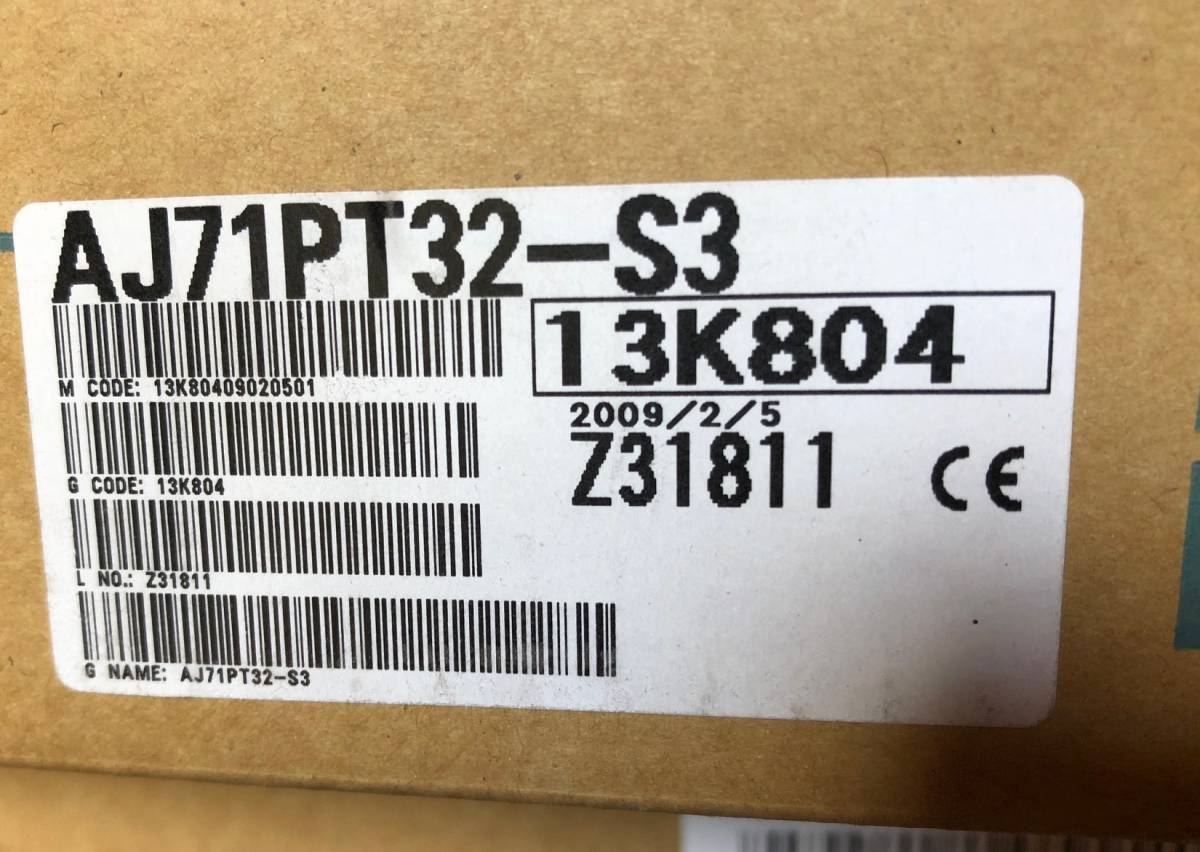 AJ71PT32-S3
13K804
M CODE: 13K80409020501
2009/2/5
Z31811 CE
G CODE: 13K804
L NO.: Z31811
G NAME: AJ71PT32-S3